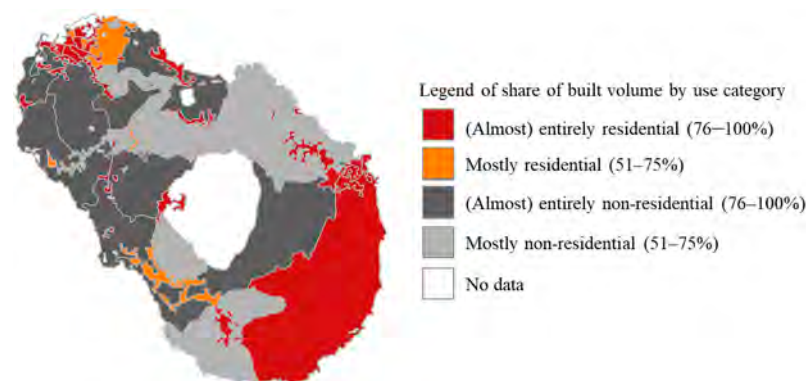 Legend of share of built volume by use category
(Almost) entirely residential (76–100%)
Mostly residential (51–75%)
(Almost) entirely non-residential (76–100%)
Mostly non-residential (51–75%)
No data